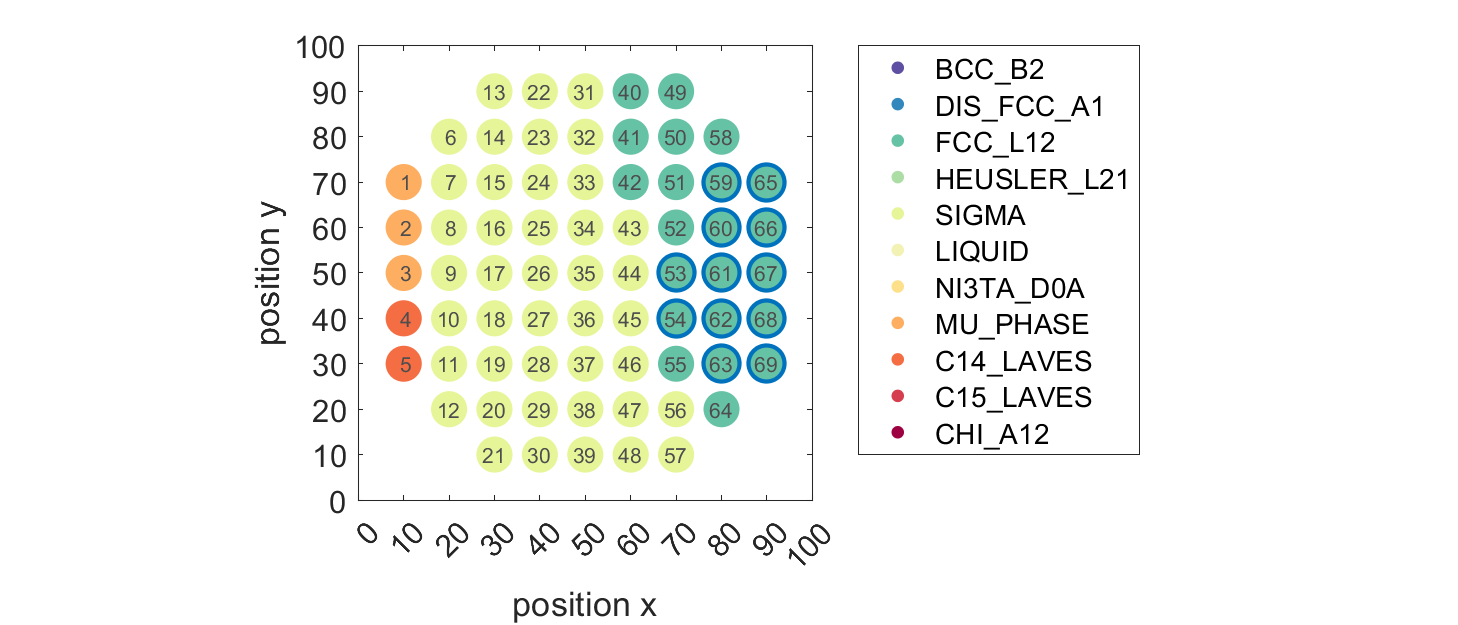 100
90
80
70
60
50
40
30
20
10
0
position y
13 22 31 40 49
6 14 23 32 41 50 58
1 7 15 24 33 42 51 59 65
2 8 16 25 34 43 52 60 66
3 9 17 26 35 44 53 61 67
4 10 18 27 36 45 54 62 68
5 11 19 28 37 46 55 63 69
12 20 29 38 47 56 64
21 30 39 48 57
0 10 20 30 40 50 60 70 80 90 100
position x
BCC_B2
DIS_FCC_A1
FCC_L12
HEUSLER_L21
SIGMA
LIQUID
NI3TA_D0A
MU_PHASE
C14_LAVES
C15_LAVES
CHI_A12